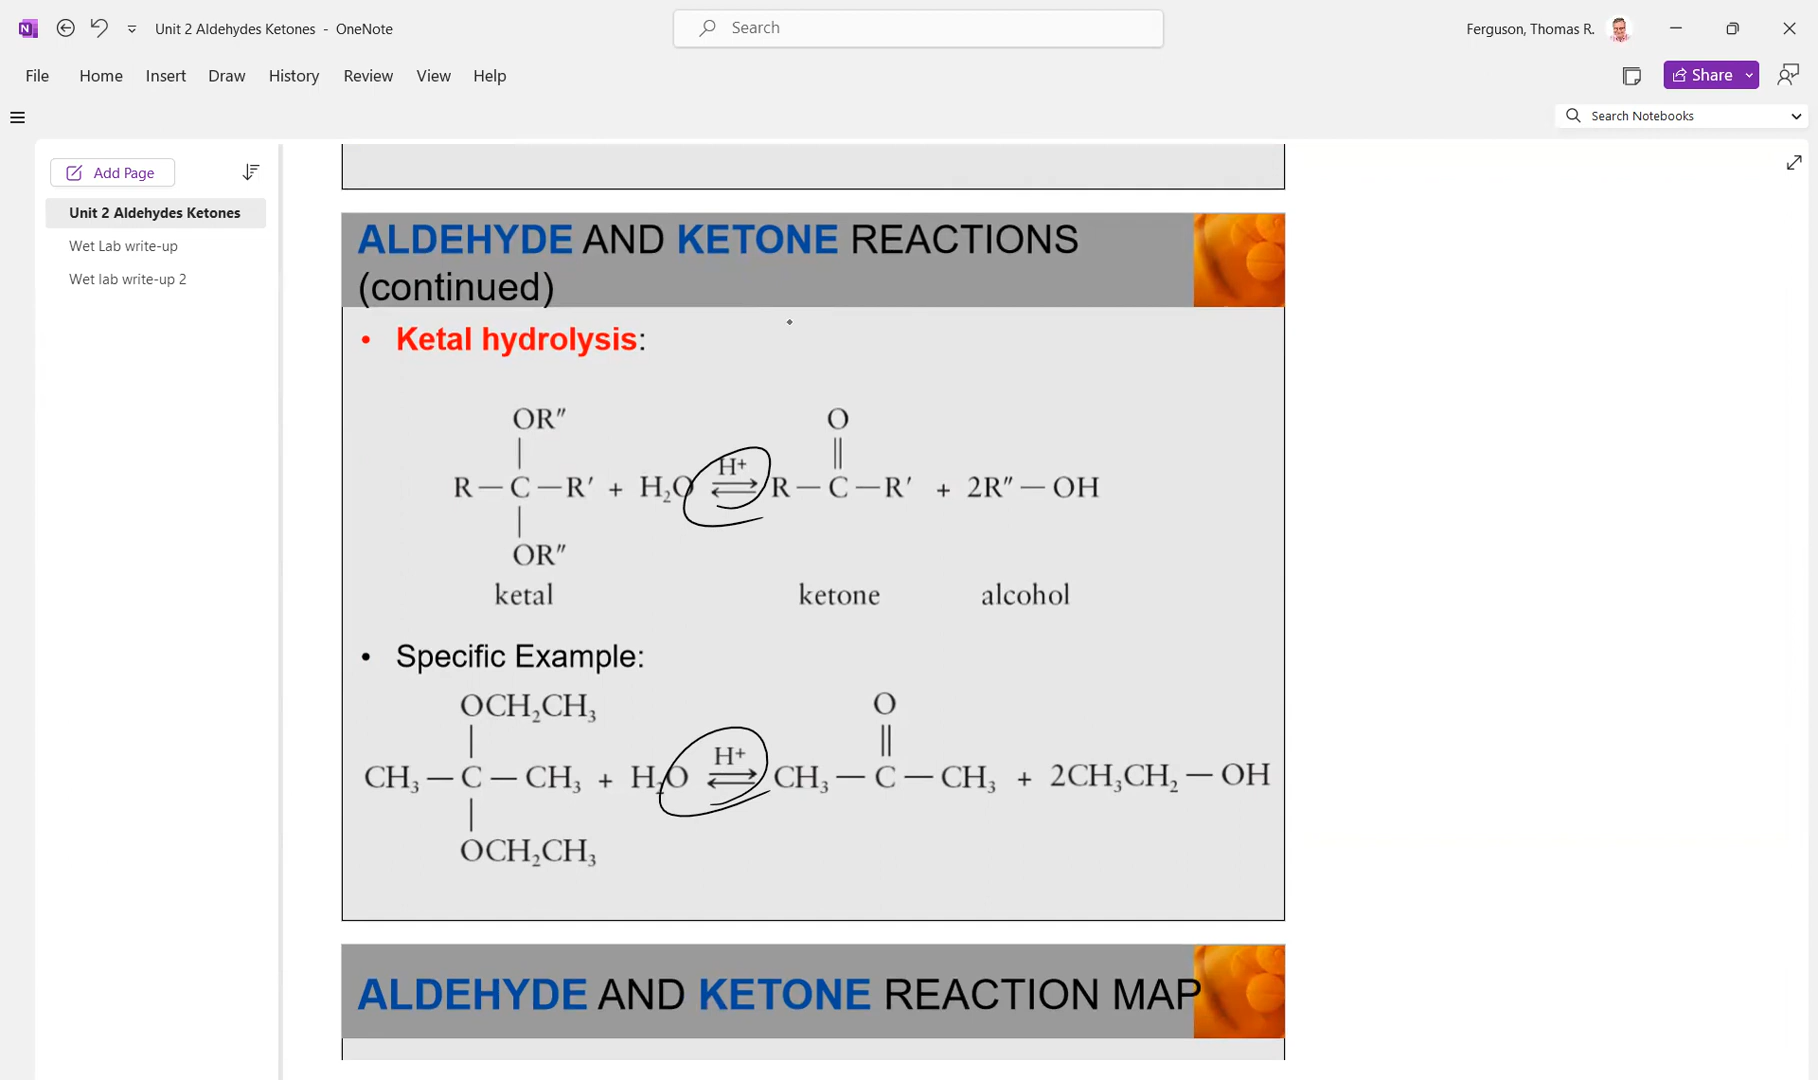 Unit 2 Aldehydes Ketones - OneNote
Search
Ferguson, Thomas R.
File Home Insert Draw History Review View Help
Share
Search Notebooks
Add Page
Unit 2 Aldehydes Ketones
Wet Lab write-up
Wet lab write-up 2
ALDEHYDE AND KETONE REACTIONS
(continued)
• Ketal hydrolysis:
OR″ O
H⁺
R — C — R′ + H₂O ⇌ R — C — R′ + 2R″ — OH
OR″
ketal ketone alcohol
• Specific Example:
OCH₂CH₃ O
H⁺
CH₃ — C — CH₃ + H₂O ⇌ CH₃ — C — CH₃ + 2CH₃CH₂ — OH
OCH₂CH₃
ALDEHYDE AND KETONE REACTION MAP